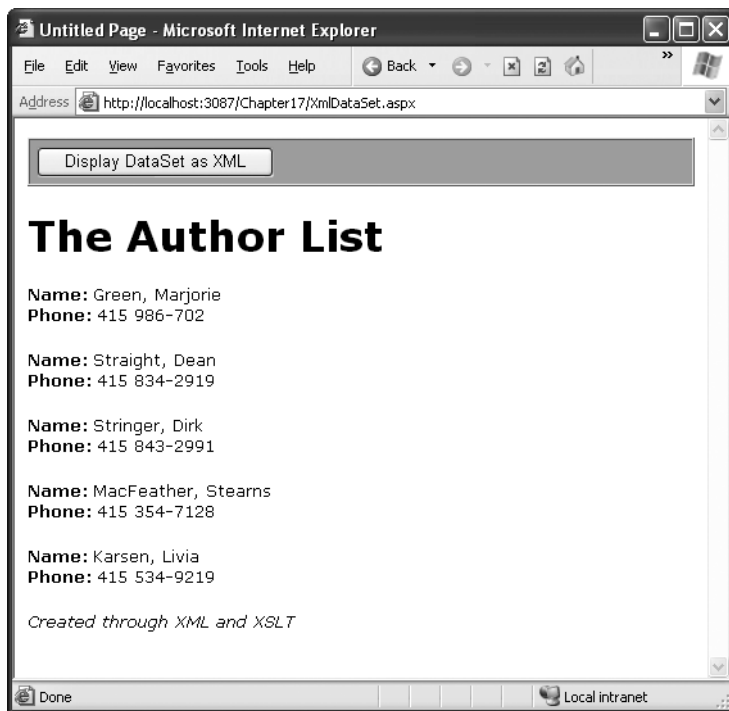 Untitled Page - Microsoft Internet Explorer
File Edit View Favorites Tools Help Back »
Address http://localhost:3087/Chapter17/XmlDataSet.aspx
Display DataSet as XML
The Author List
Name: Green, Marjorie
Phone: 415 986-702
Name: Straight, Dean
Phone: 415 834-2919
Name: Stringer, Dirk
Phone: 415 843-2991
Name: MacFeather, Stearns
Phone: 415 354-7128
Name: Karsen, Livia
Phone: 415 534-9219
Created through XML and XSLT
Done Local intranet